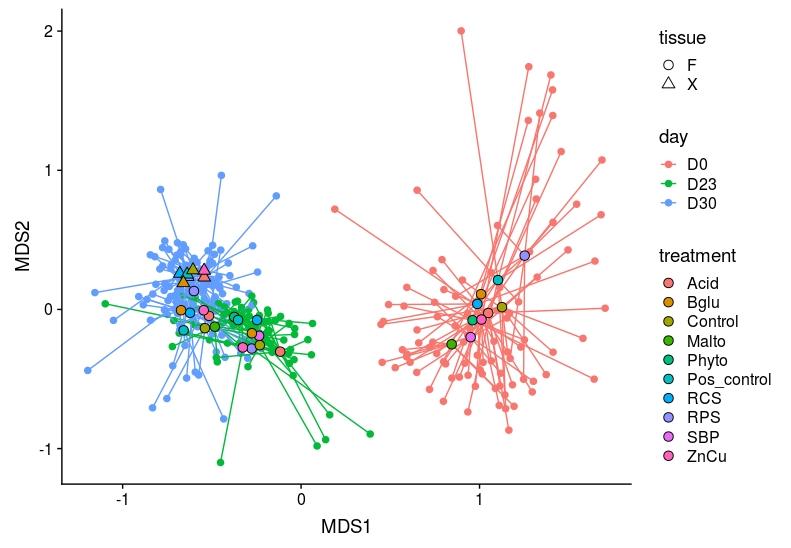 2
1
0
-1
MDS2
-1
0
1
MDS1
tissue
F
X
day
D0
D23
D30
treatment
Acid
Bglu
Control
Malto
Phyto
Pos_control
RCS
RPS
SBP
ZnCu